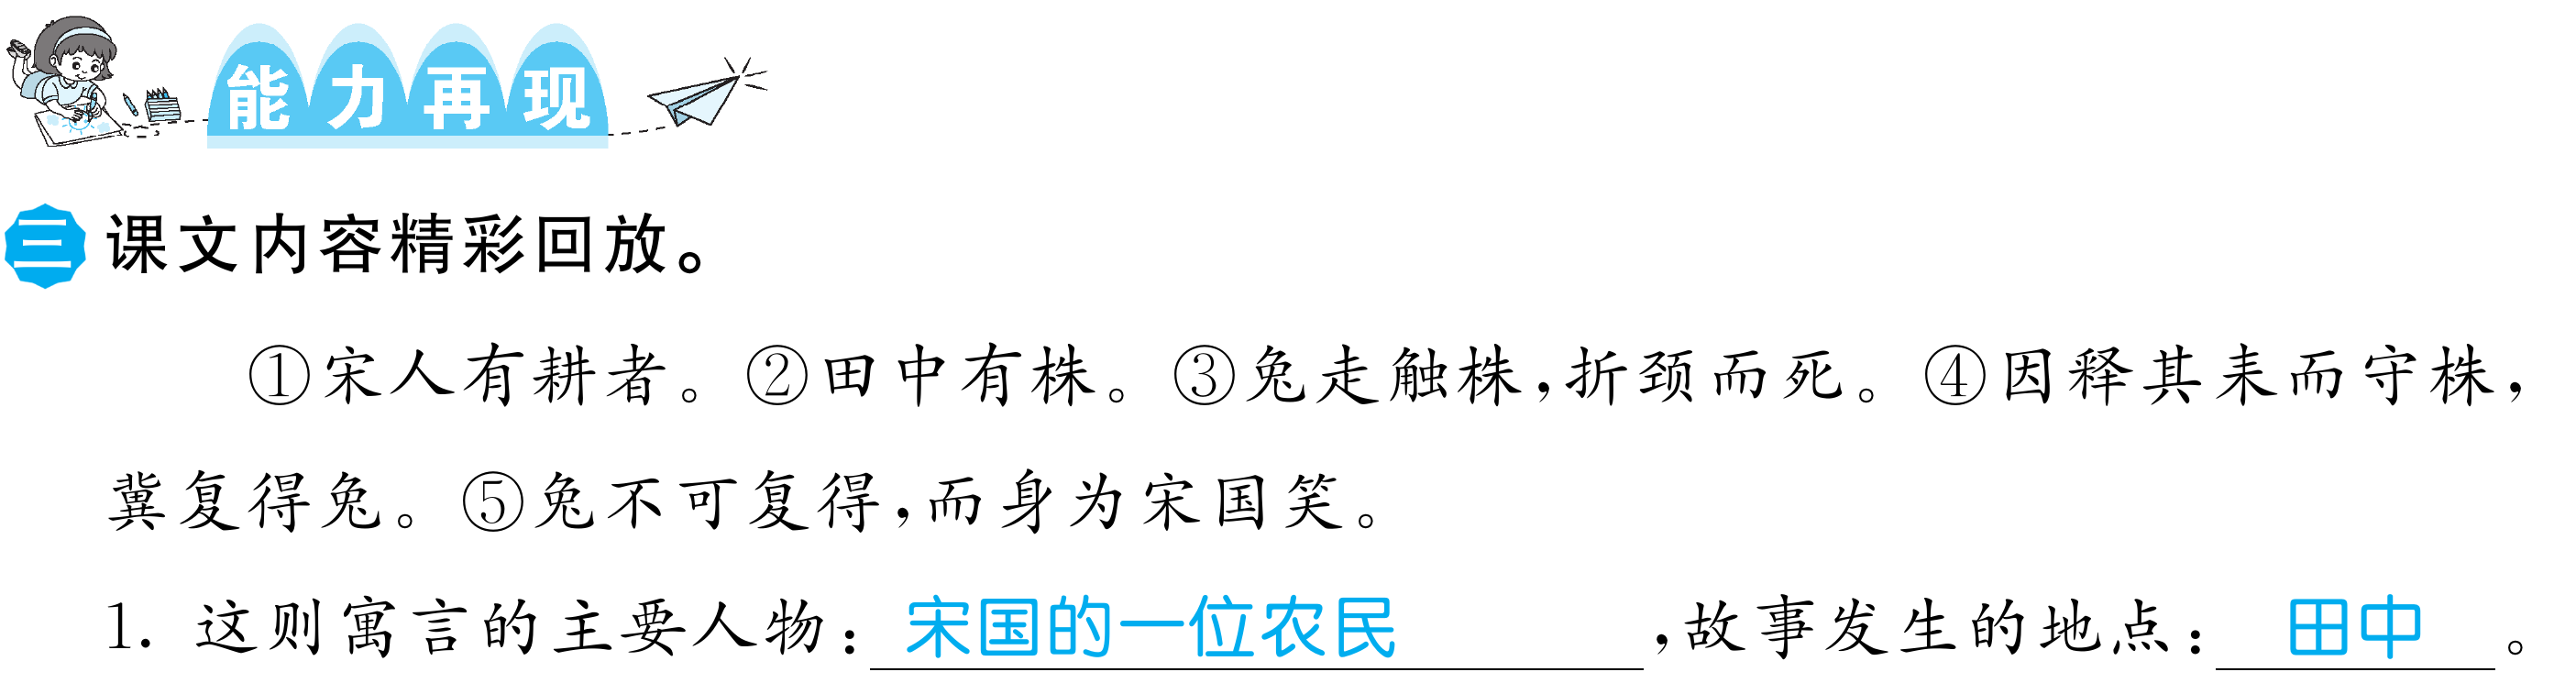 能力再现
三 课文内容精彩回放。
①宋人有耕者。②田中有株。③兔走触株,折颈而死。④因释其耒而守株,
冀复得兔。⑤兔不可复得,而身为宋国笑。
1. 这则寓言的主要人物: 宋国的一位农民 ,故事发生的地点: 田中 。